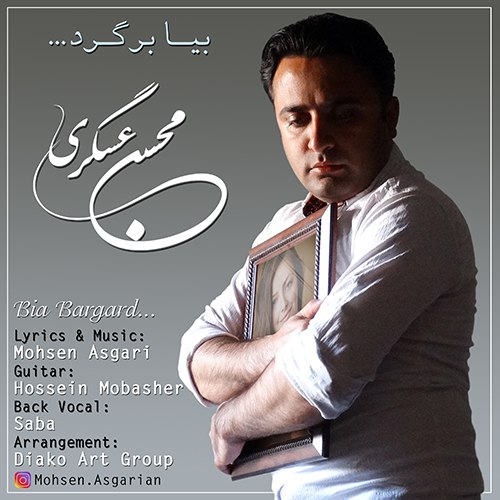 بیا برگرد...
محسن عسگری
Bia Bargard...
Lyrics & Music:
Mohsen Asgari
Guitar:
Hossein Mobasher
Back Vocal:
Saba
Arrangement:
Diako Art Group
Mohsen.Asgarian